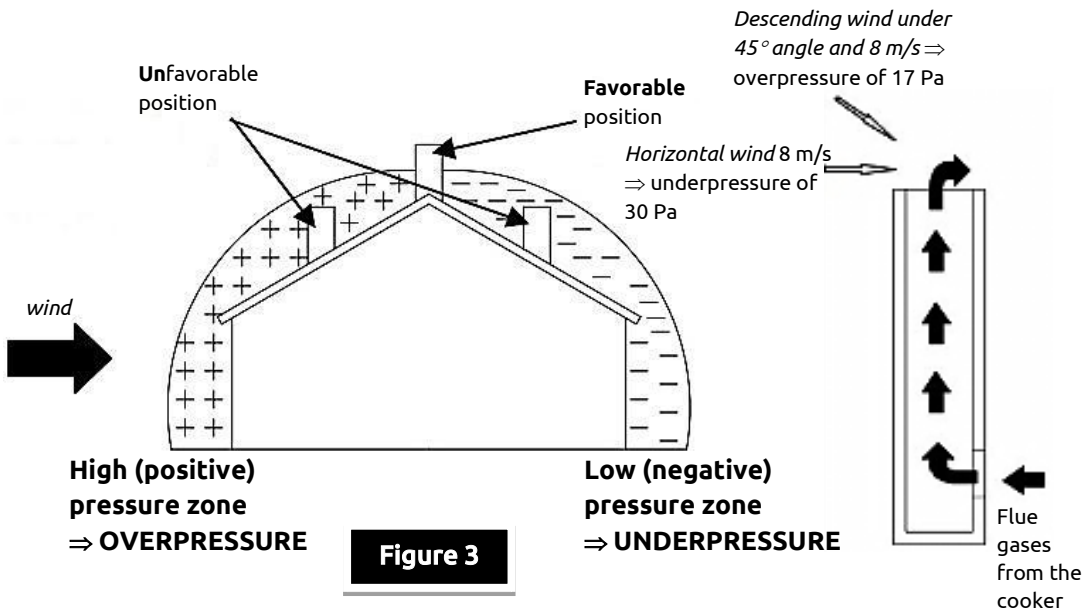 Descending wind under
45° angle and 8 m/s ⇒
overpressure of 17 Pa
Unfavorable
position
Favorable
position
Horizontal wind 8 m/s
⇒ underpressure of
30 Pa
wind
High (positive)
pressure zone
⇒ OVERPRESSURE
Low (negative)
pressure zone
⇒ UNDERPRESSURE
Flue
gases
from the
cooker
Figure 3